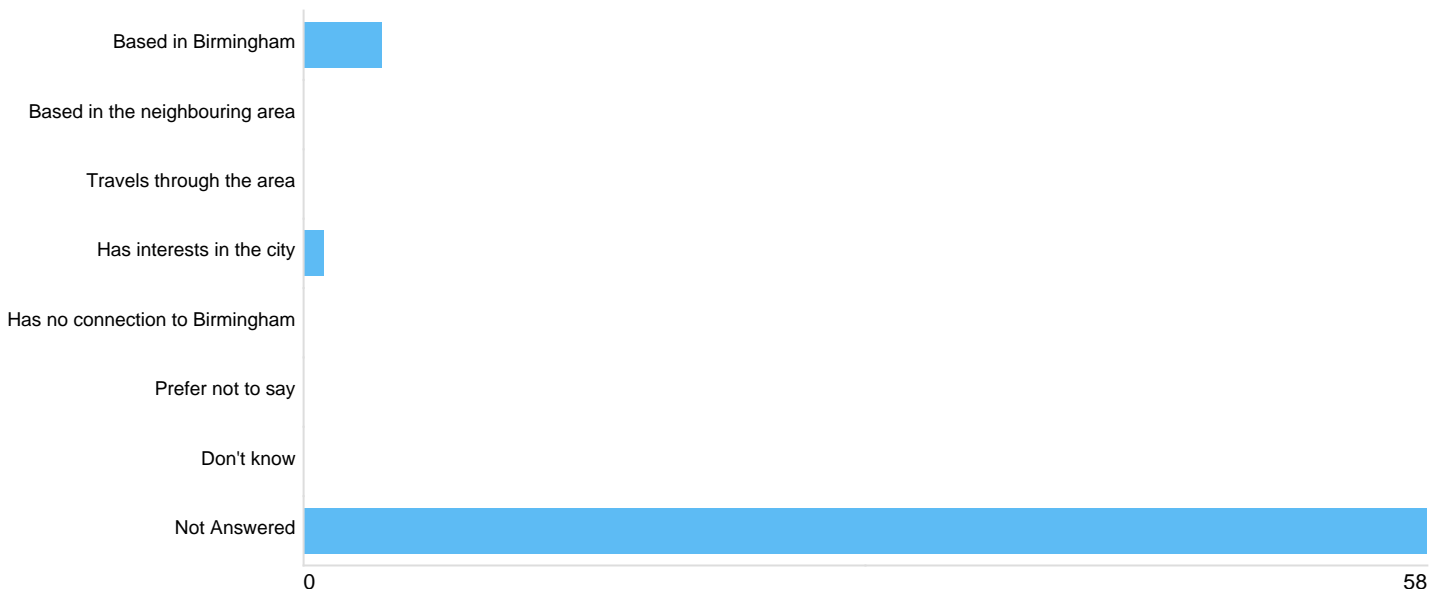 Based in Birmingham
Based in the neighbouring area
Travels through the area
Has interests in the city
Has no connection to Birmingham
Prefer not to say
Don't know
Not Answered
0 58